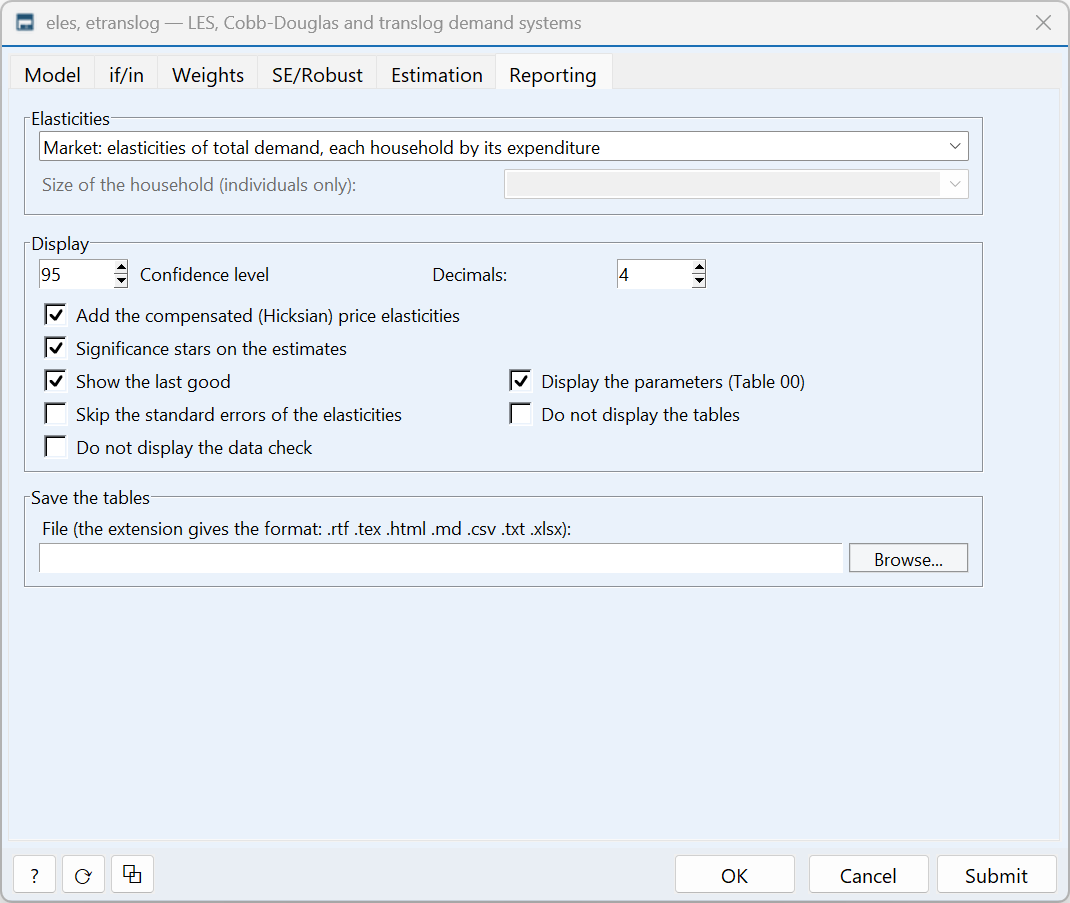 eles, etranslog — LES, Cobb-Douglas and translog demand systems
Model if/in Weights SE/Robust Estimation Reporting
Elasticities
Market: elasticities of total demand, each household by its expenditure
Size of the household (individuals only):
Display
95 Confidence level Decimals: 4
Add the compensated (Hicksian) price elasticities
Significance stars on the estimates
Show the last good Display the parameters (Table 00)
Skip the standard errors of the elasticities Do not display the tables
Do not display the data check
Save the tables
File (the extension gives the format: .rtf .tex .html .md .csv .txt .xlsx):
Browse...
? OK Cancel Submit